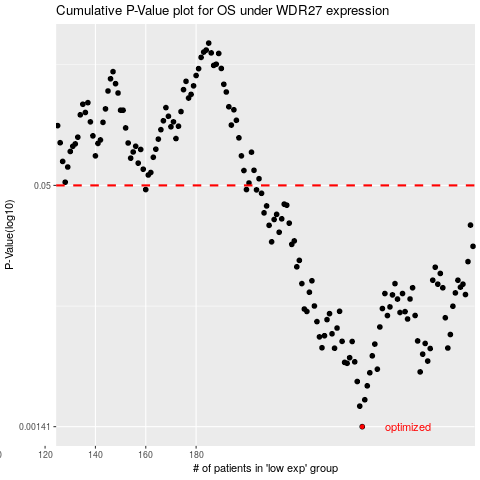 Cumulative P-Value plot for OS under WDR27 expression
P-Value(log10)
0.05
0.00141
optimized
0 120 140 160 180
# of patients in 'low exp' group